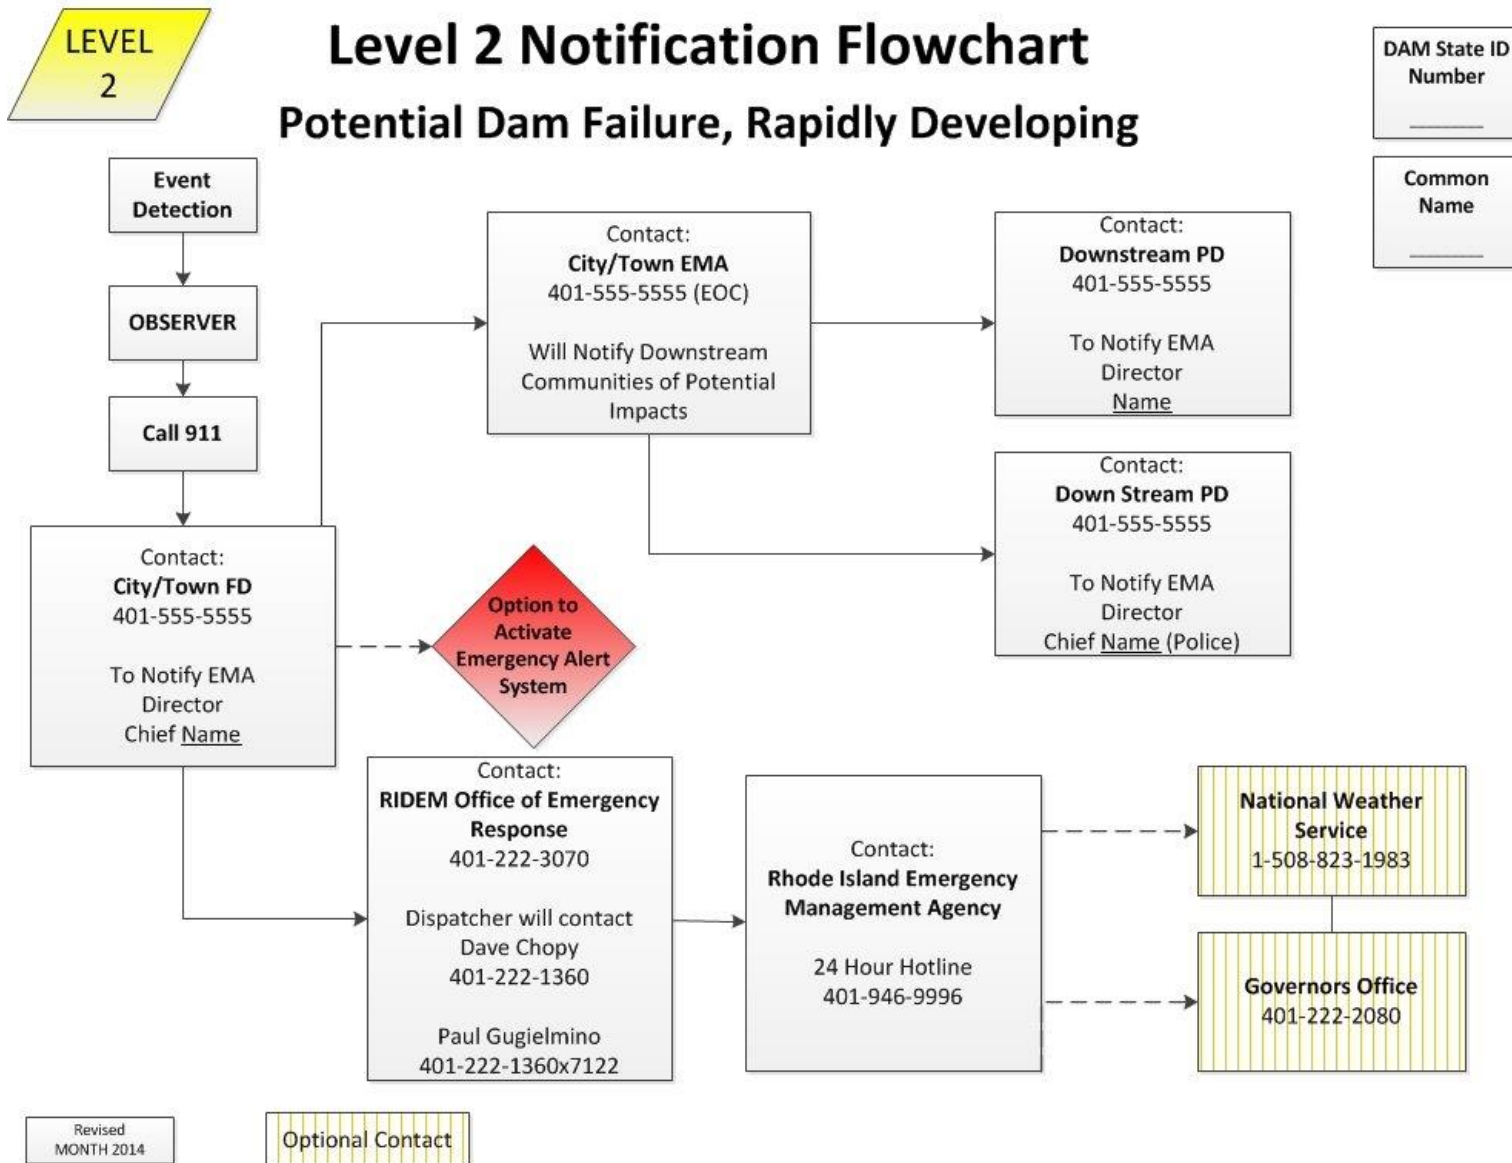 LEVEL
2
Level 2 Notification Flowchart
Potential Dam Failure, Rapidly Developing
DAM State ID
Number
Common
Name
Event
Detection
OBSERVER
Call 911
Contact:
City/Town FD
401-555-5555
To Notify EMA
Director
Chief Name
Contact:
City/Town EMA
401-555-5555 (EOC)
Will Notify Downstream
Communities of Potential
Impacts
Contact:
Downstream PD
401-555-5555
To Notify EMA
Director
Name
Contact:
Down Stream PD
401-555-5555
To Notify EMA
Director
Chief Name (Police)
Option to
Activate
Emergency Alert
System
Contact:
RIDEM Office of Emergency
Response
401-222-3070
Dispatcher will contact
Dave Chopy
401-222-1360
Paul Gugielmino
401-222-1360x7122
Contact:
Rhode Island Emergency
Management Agency
24 Hour Hotline
401-946-9996
National Weather
Service
1-508-823-1983
Governors Office
401-222-2080
Revised
MONTH 2014
Optional Contact